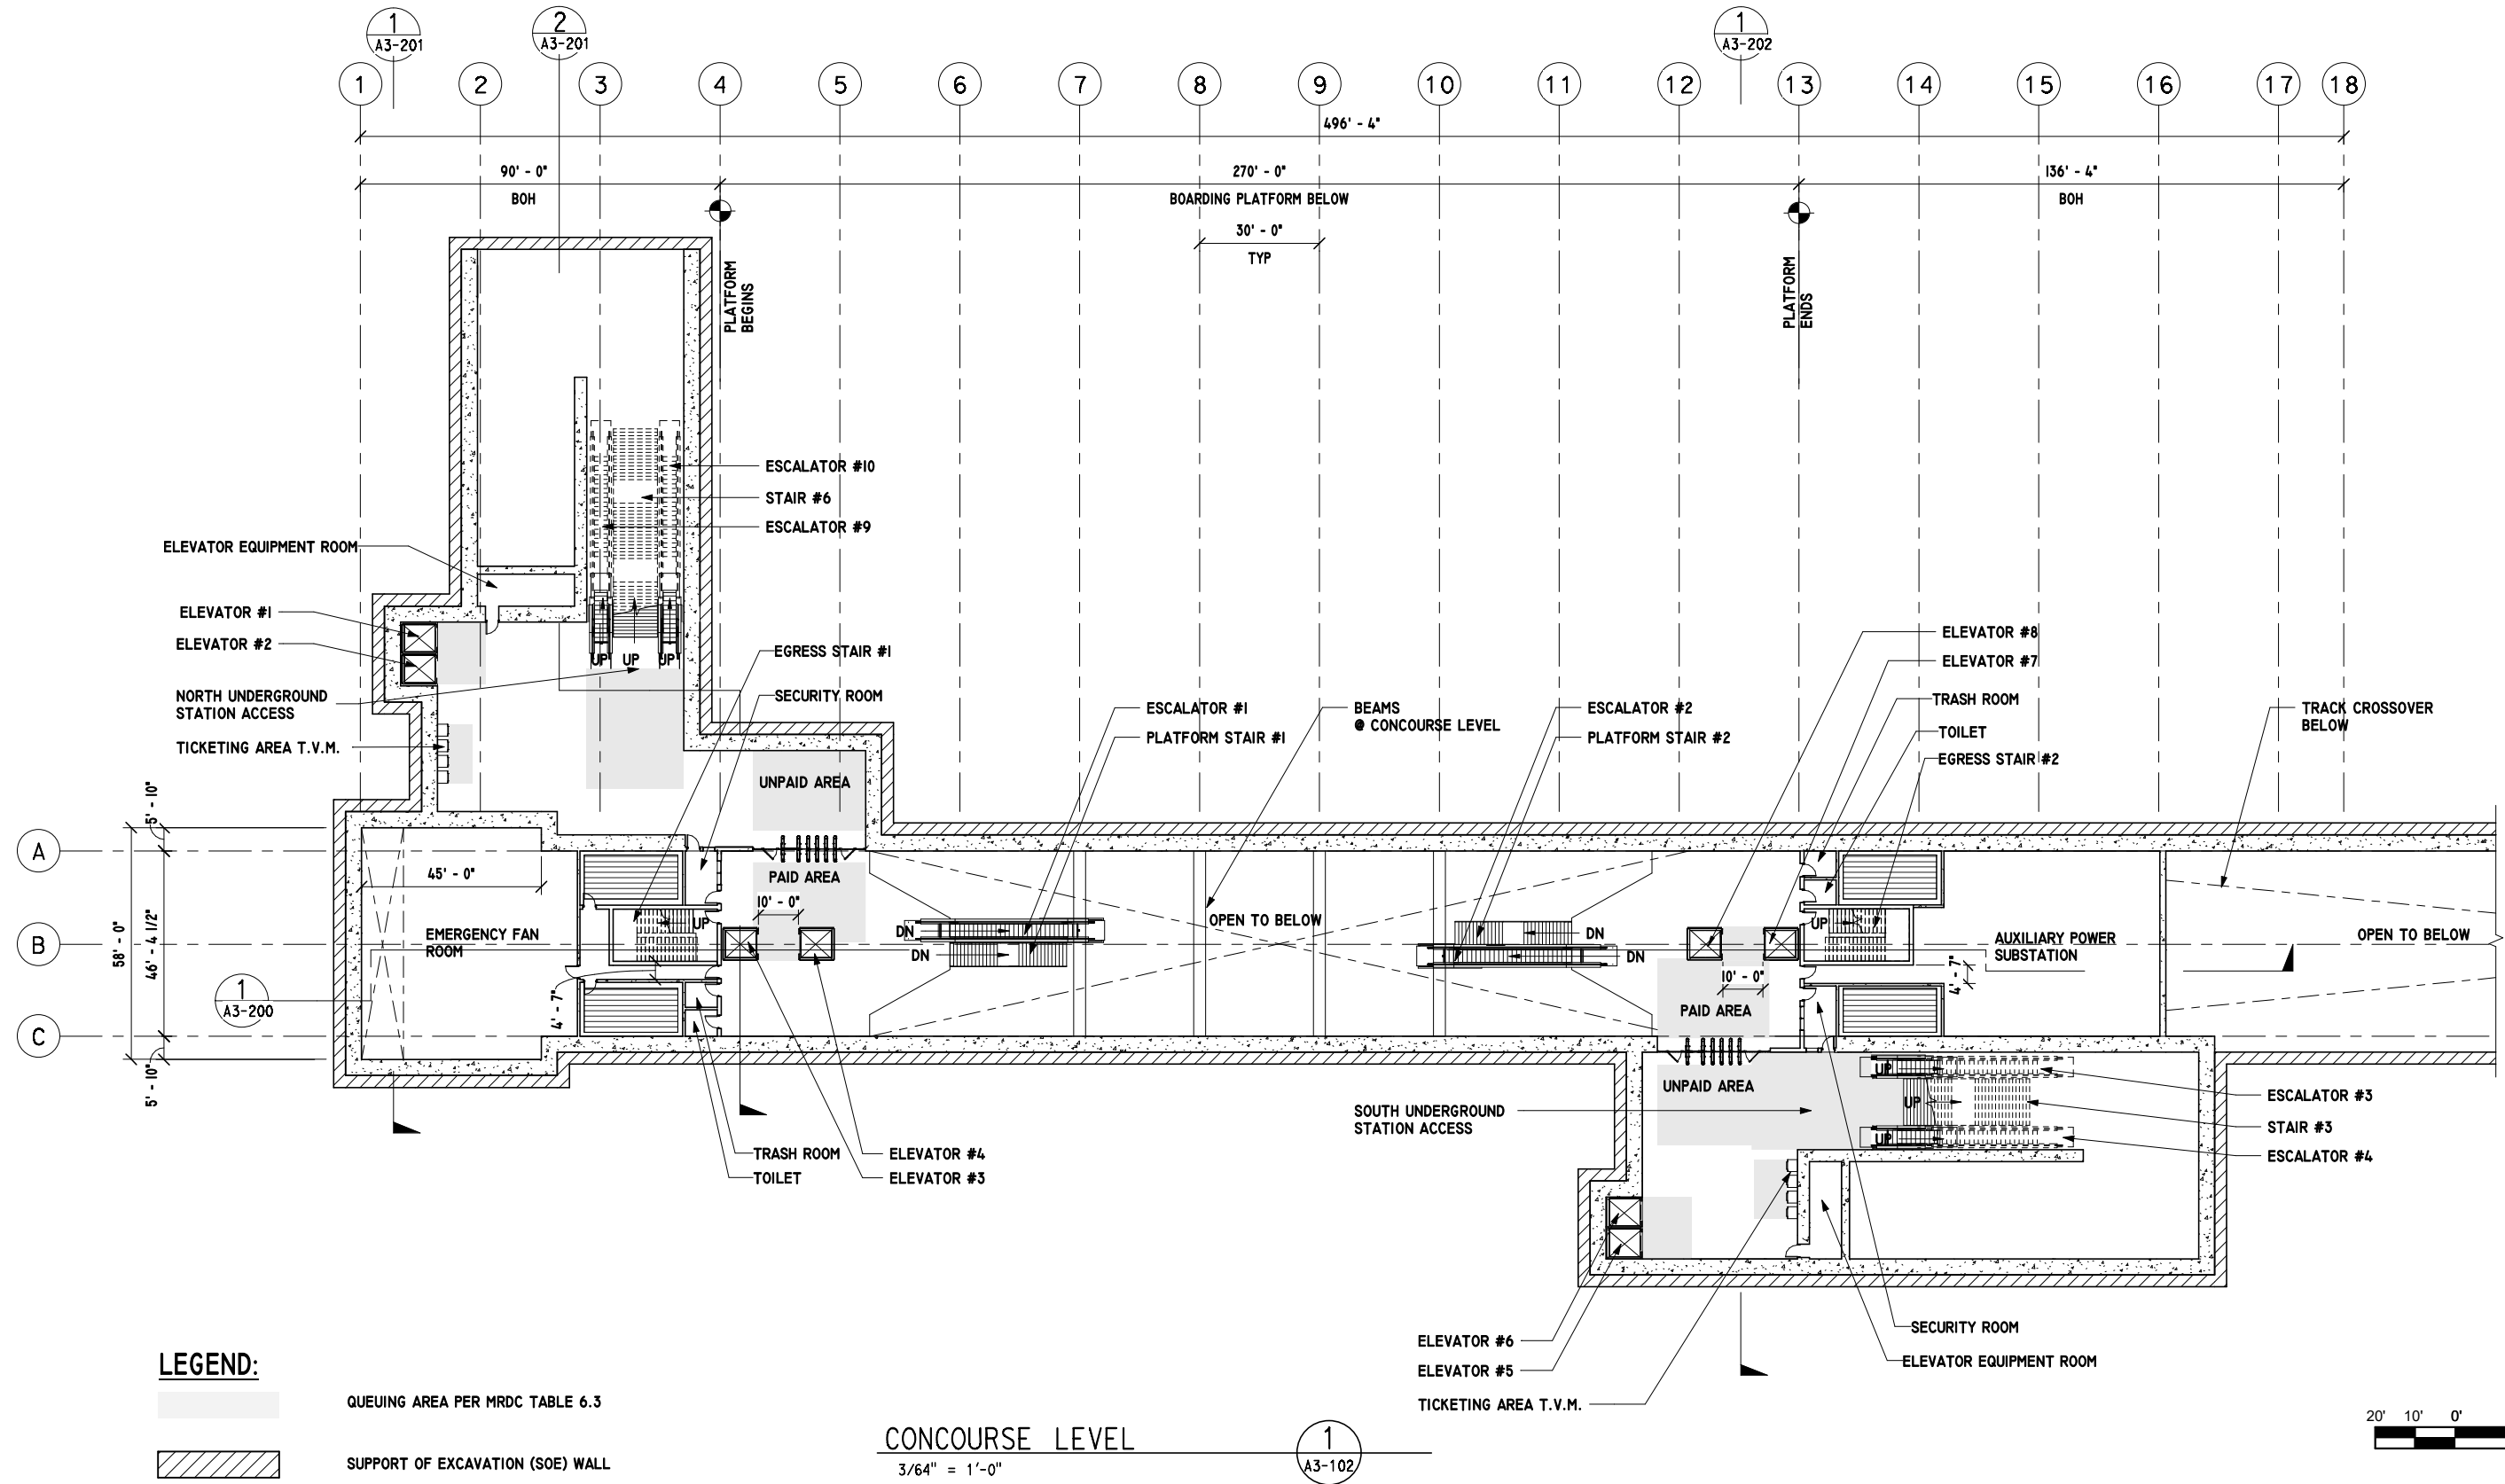 1
A3-201
2
A3-201
1
A3-202
1 2 3 4 5 6 7 8 9 10 11 12 13 14 15 16 17 18
496' - 4"
90' - 0"
BOH
270' - 0"
BOARDING PLATFORM BELOW
136' - 4"
BOH
30' - 0"
TYP
PLATFORM
BEGINS
PLATFORM
ENDS
ESCALATOR #10
STAIR #6
ESCALATOR #9
ELEVATOR EQUIPMENT ROOM
ELEVATOR #1
ELEVATOR #2
NORTH UNDERGROUND
STATION ACCESS
TICKETING AREA T.V.M.
UP UP UP
EGRESS STAIR #1
SECURITY ROOM
ESCALATOR #1
PLATFORM STAIR #1
BEAMS
@ CONCOURSE LEVEL
ESCALATOR #2
PLATFORM STAIR #2
ELEVATOR #8
ELEVATOR #7
TRASH ROOM
TOILET
EGRESS STAIR #2
TRACK CROSSOVER
BELOW
UNPAID AREA
PAID AREA
10' - 0"
A
B
C
5' - 10"
58' - 0"
46' - 4 1/2"
5' - 10"
45' - 0"
EMERGENCY FAN
ROOM
UP
4' - 7"
1
A3-200
DN
DN
OPEN TO BELOW
DN
DN
10' - 0"
PAID AREA
UP
AUXILIARY POWER
SUBSTATION
4' - 7"
OPEN TO BELOW
UNPAID AREA
SOUTH UNDERGROUND
STATION ACCESS
UP
UP
UP
ESCALATOR #3
STAIR #3
ESCALATOR #4
TRASH ROOM
TOILET
ELEVATOR #4
ELEVATOR #3
ELEVATOR #6
ELEVATOR #5
TICKETING AREA T.V.M.
SECURITY ROOM
ELEVATOR EQUIPMENT ROOM
LEGEND:
QUEUING AREA PER MRDC TABLE 6.3
SUPPORT OF EXCAVATION (SOE) WALL
CONCOURSE LEVEL
3/64" = 1'-0"
1
A3-102
20' 10' 0'